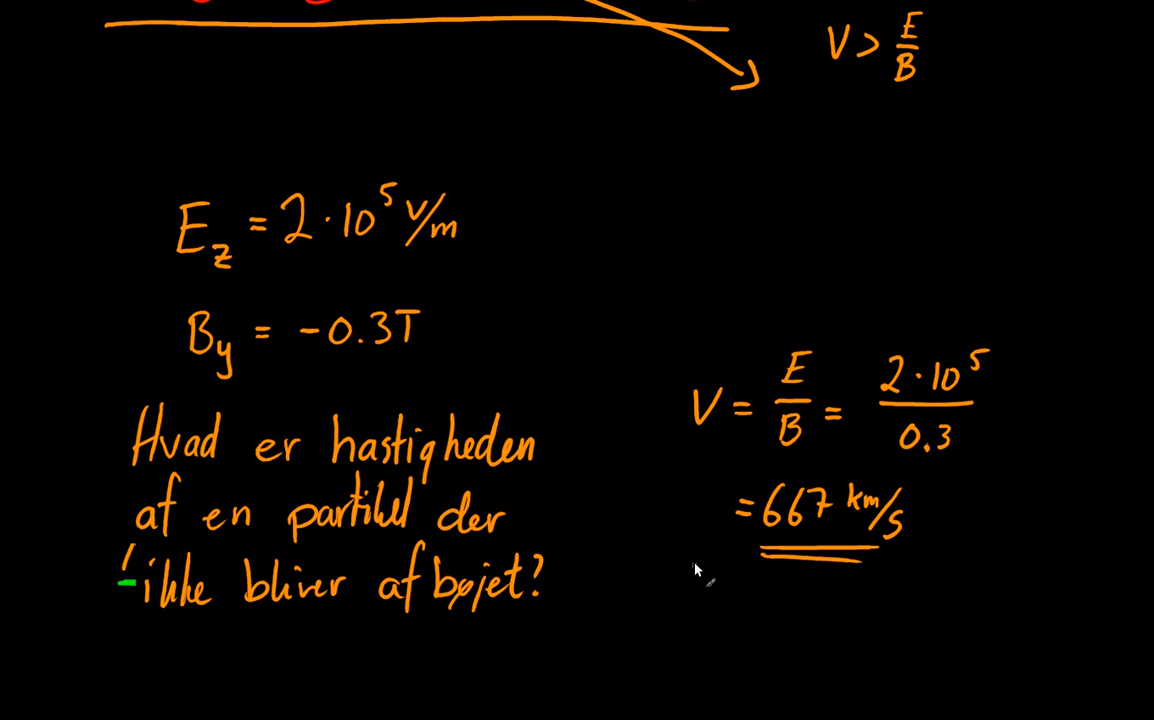 V > E/B
E_z = 2·10^5 V/m
B_y = -0.3T
Hvad er hastigheden
af en partikel der
ikke bliver afbøjet?
V = E/B = 2·10^5/0.3
= 667 km/s